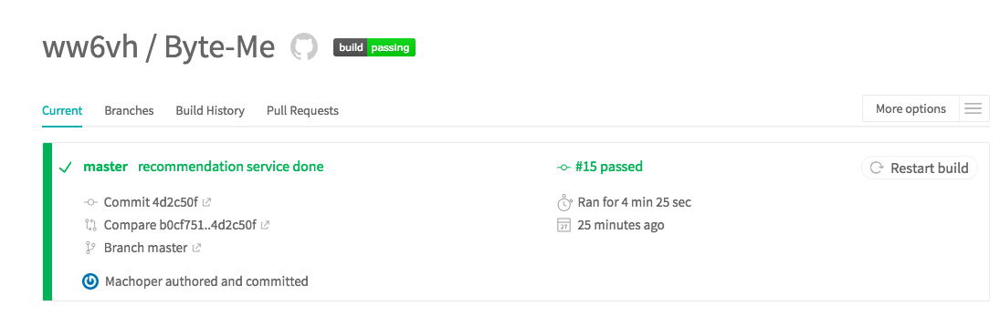 ww6vh / Byte-Me build passing
Current Branches Build History Pull Requests More options
master recommendation service done #15 passed Restart build
Commit 4d2c50f Ran for 4 min 25 sec
Compare b0cf751..4d2c50f 27 25 minutes ago
Branch master
Machoper authored and committed